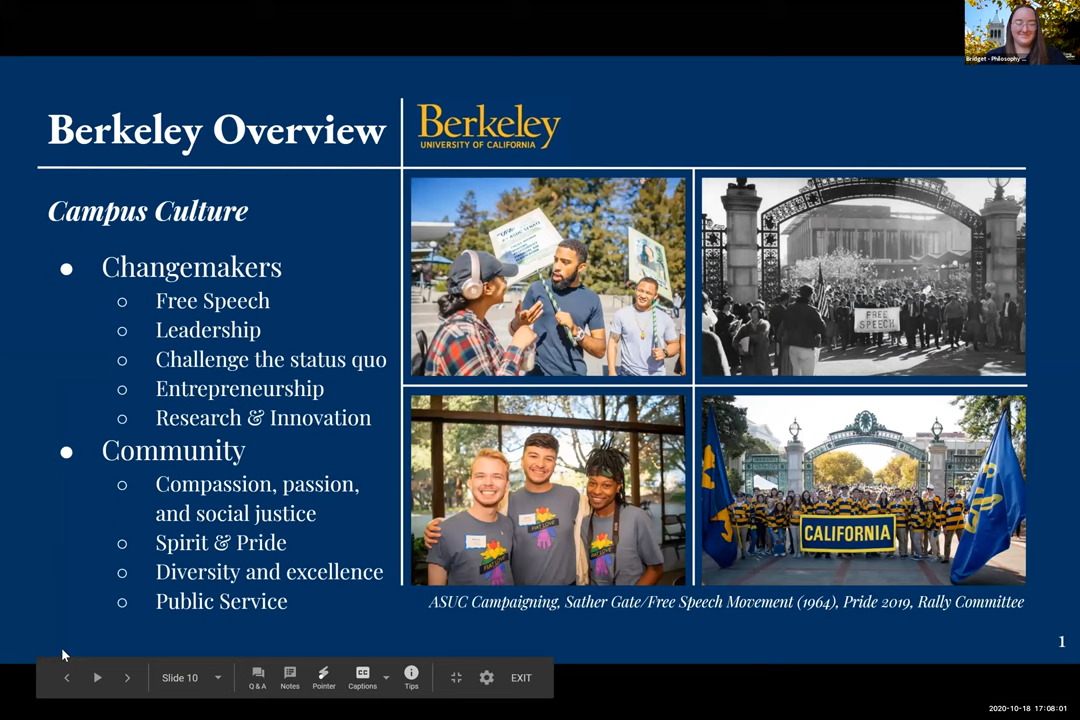 Bridget - Philosophy ...
Berkeley Overview
Berkeley
UNIVERSITY OF CALIFORNIA
Campus Culture
● Changemakers
○ Free Speech
○ Leadership
○ Challenge the status quo
○ Entrepreneurship
○ Research & Innovation
● Community
○ Compassion, passion,
and social justice
○ Spirit & Pride
○ Diversity and excellence
○ Public Service
FREE
SPEECH
CALIFORNIA
ASUC Campaigning, Sather Gate/Free Speech Movement (1964), Pride 2019, Rally Committee
1
Slide 10
Q & A
Notes
Pointer
CC
Captions
Tips
EXIT
2020-10-18 17:08:01